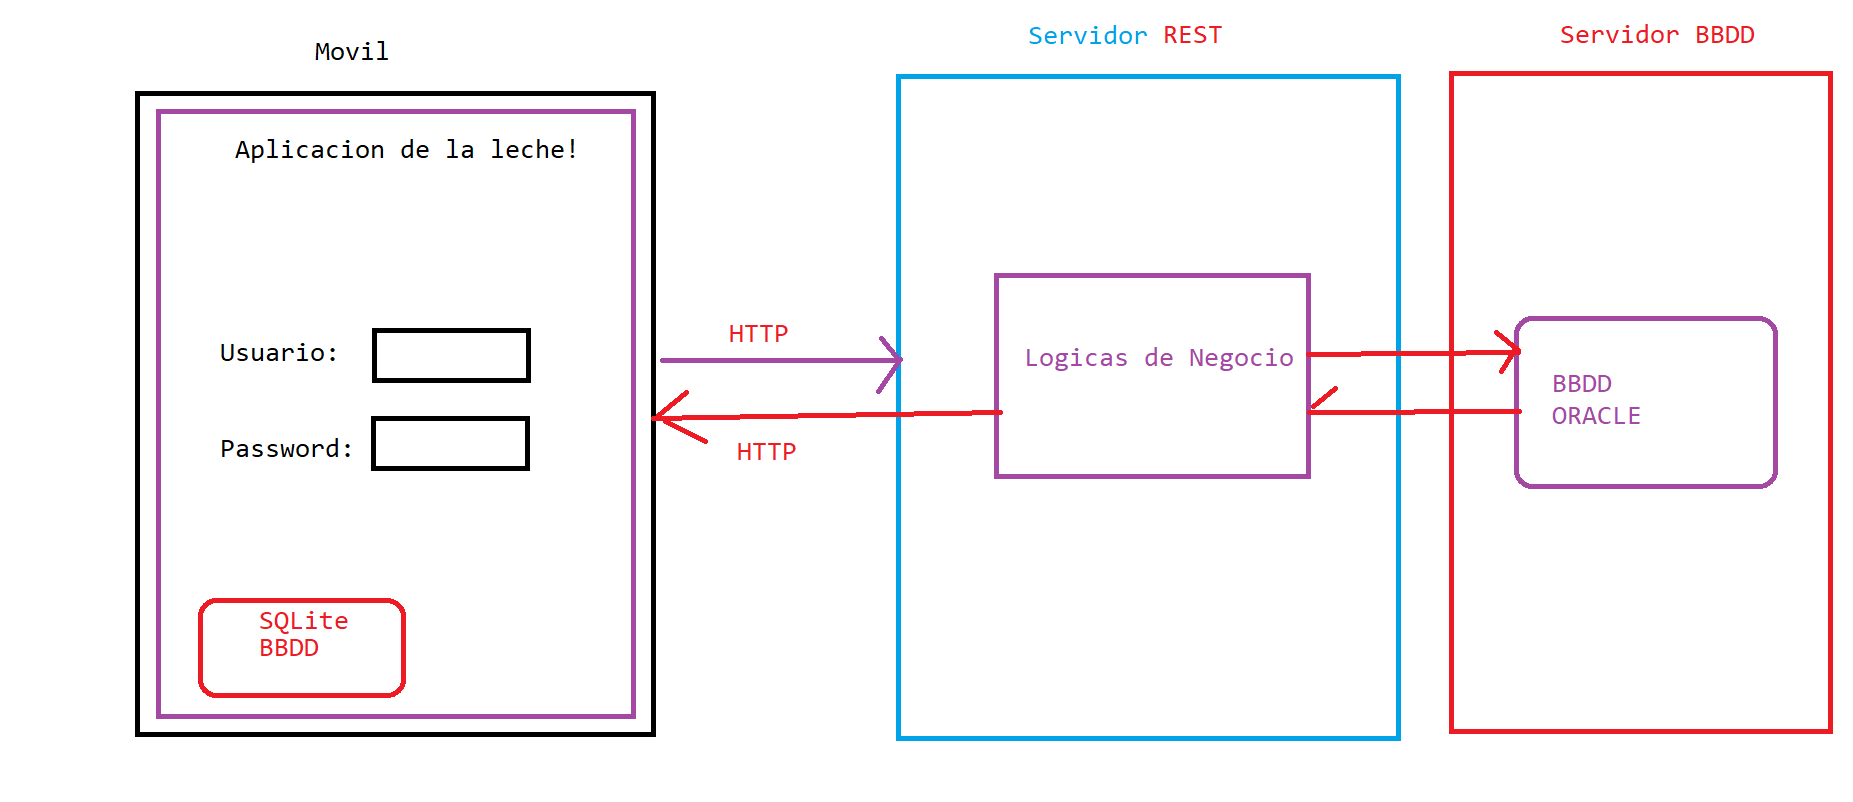 Movil
Aplicacion de la leche!
Usuario:
Password:
SQLite
BBDD
HTTP
HTTP
Servidor REST
Logicas de Negocio
Servidor BBDD
BBDD
ORACLE